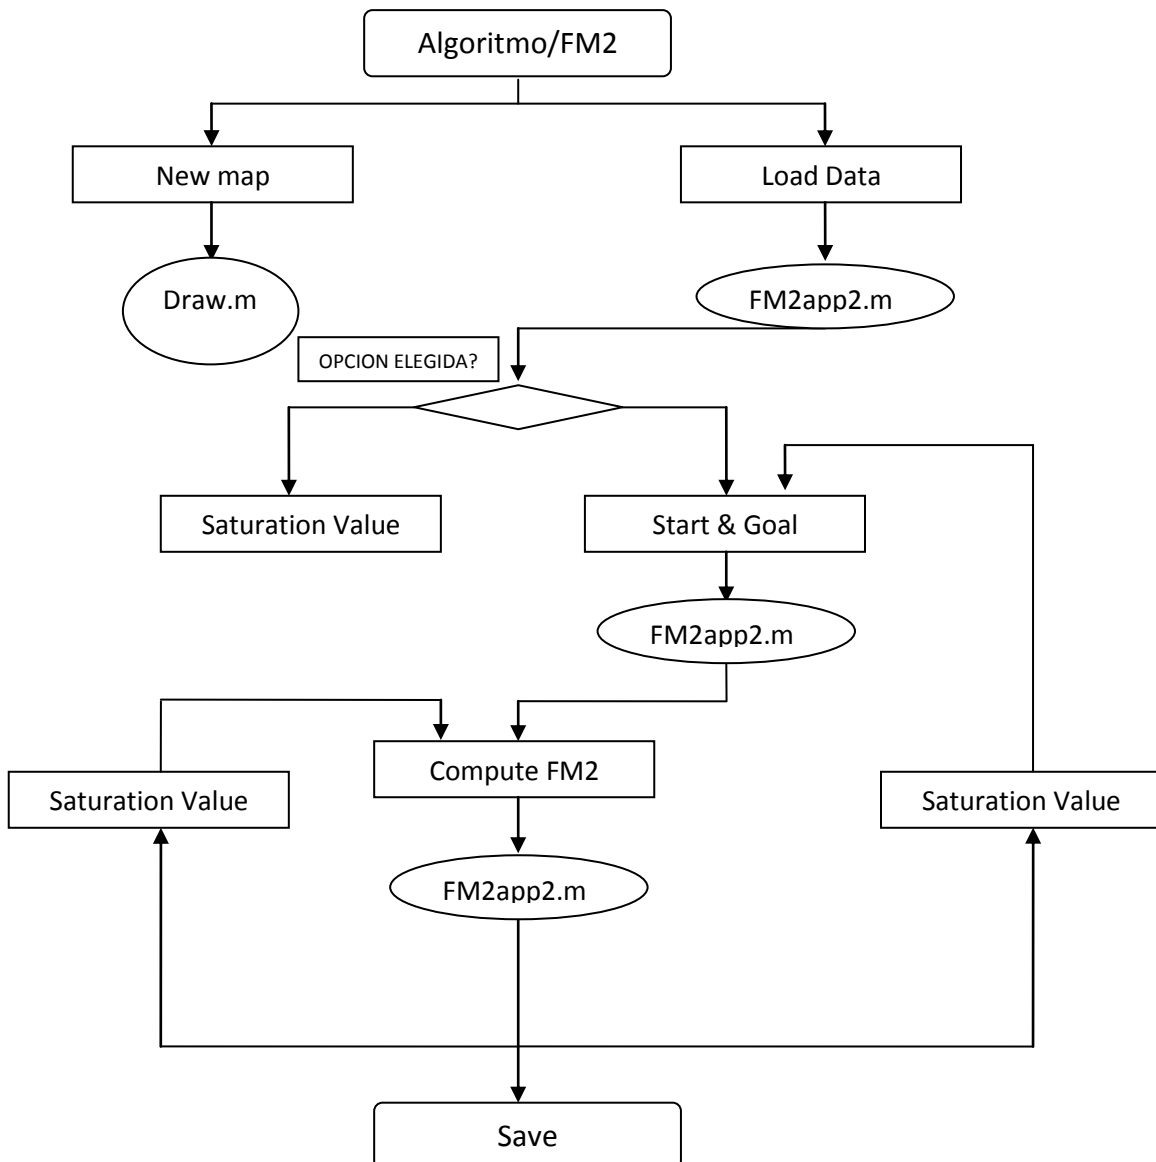 Algoritmo/FM2
New map
Load Data
Draw.m
FM2app2.m
OPCION ELEGIDA?
Saturation Value
Start & Goal
FM2app2.m
Compute FM2
Saturation Value
Saturation Value
FM2app2.m
Save